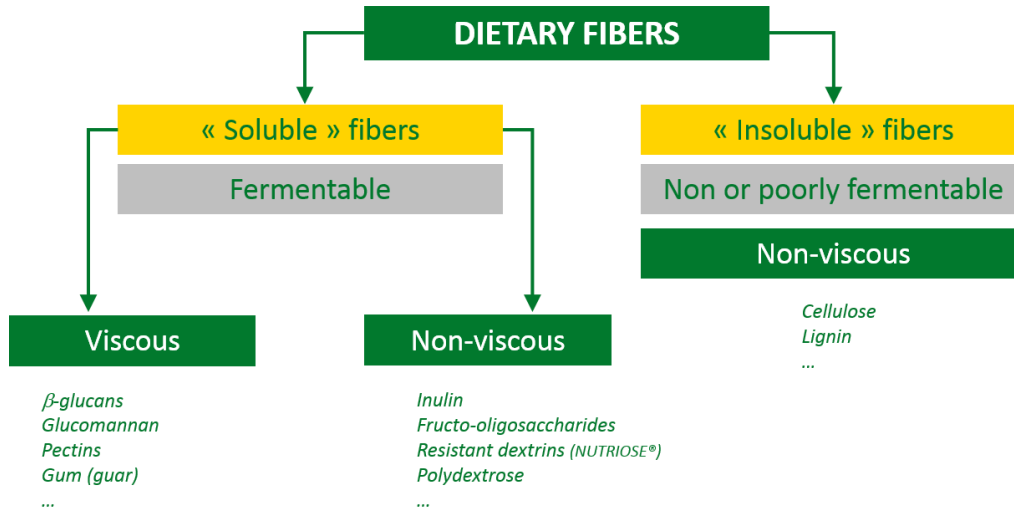 DIETARY FIBERS
« Soluble » fibers
Fermentable
« Insoluble » fibers
Non or poorly fermentable
Non-viscous
Viscous
β-glucans
Glucomannan
Pectins
Gum (guar)
...
Non-viscous
Inulin
Fructo-oligosaccharides
Resistant dextrins (NUTRIOSE®)
Polydextrose
...
Cellulose
Lignin
...